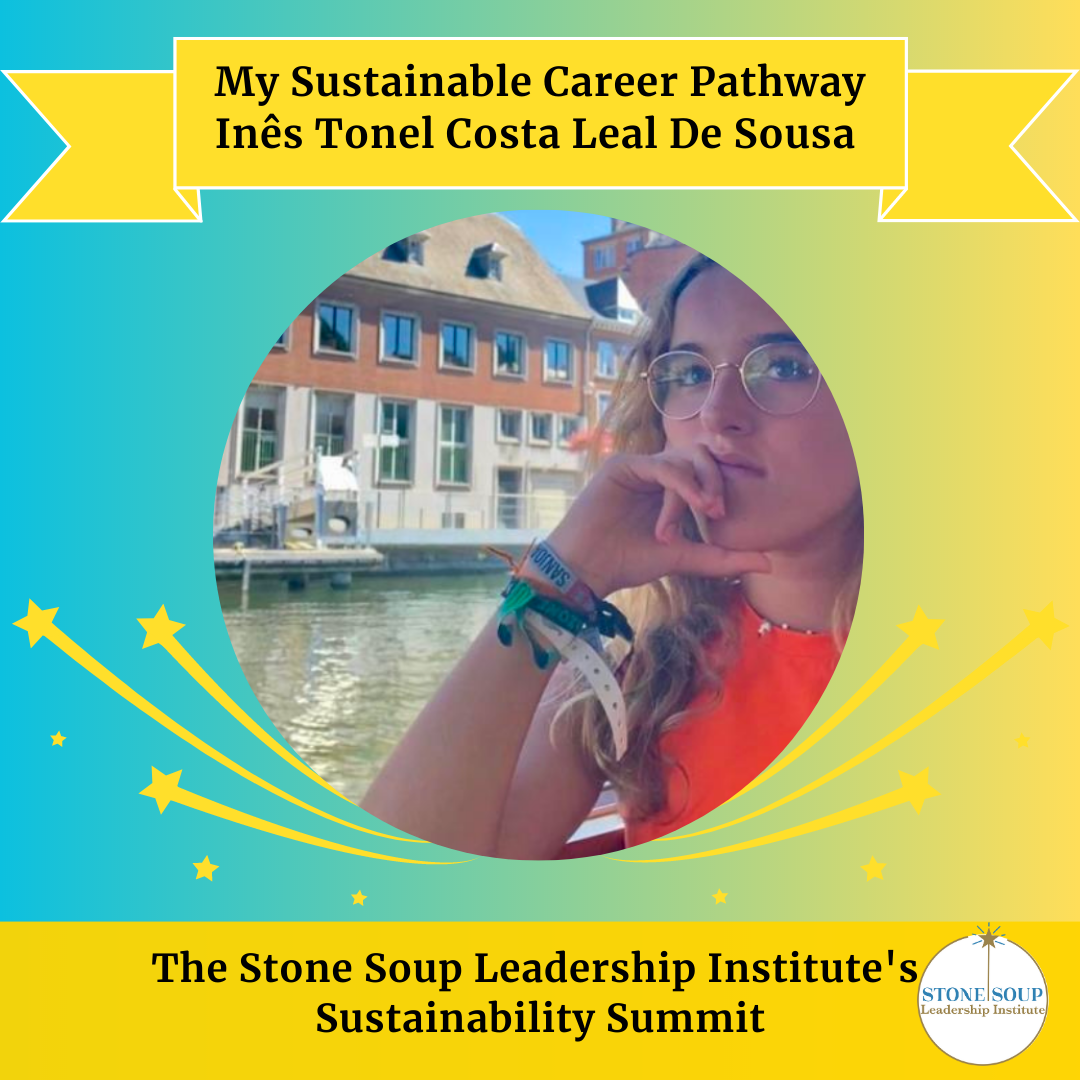 My Sustainable Career Pathway
Inês Tonel Costa Leal De Sousa
The Stone Soup Leadership Institute's
Sustainability Summit
STONE SOUP
Leadership Institute